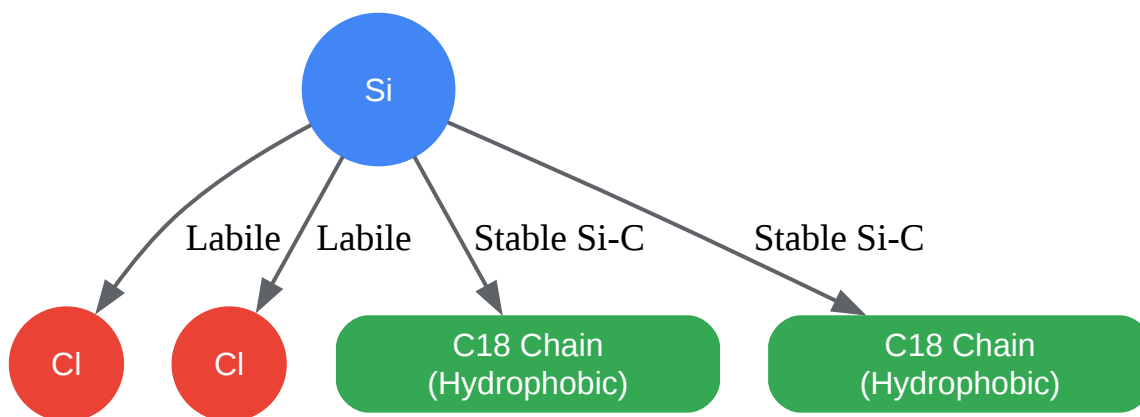 Si
Labile
Labile
Stable Si-C
Stable Si-C
Cl
Cl
C18 Chain
(Hydrophobic)
C18 Chain
(Hydrophobic)